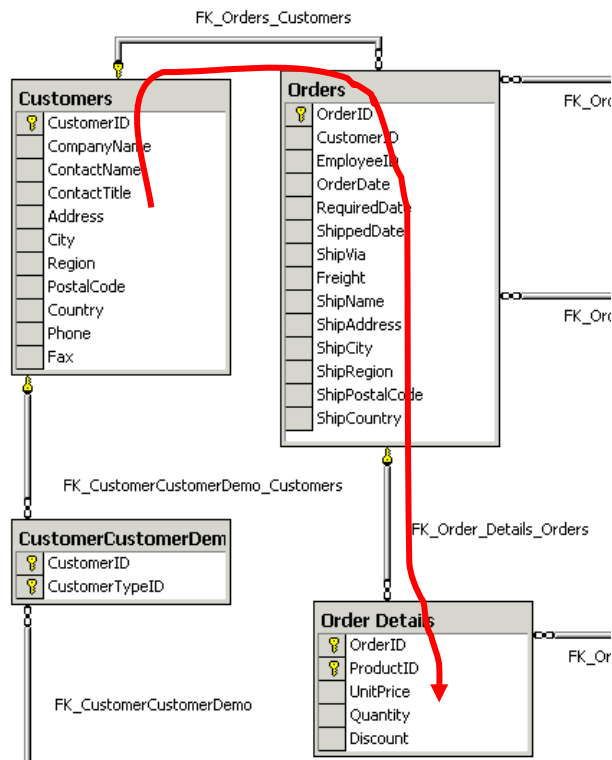 FK_Orders_Customers
Customers
CustomerID
CompanyName
ContactName
ContactTitle
Address
City
Region
PostalCode
Country
Phone
Fax
Orders
OrderID
CustomerID
EmployeeID
OrderDate
RequiredDate
ShippedDate
ShipVia
Freight
ShipName
ShipAddress
ShipCity
ShipRegion
ShipPostalCode
ShipCountry
FK_Ord
FK_Ord
FK_CustomerCustomerDemo_Customers
CustomerCustomerDem
CustomerID
CustomerTypeID
FK_Order_Details_Orders
Order Details
OrderID
ProductID
UnitPrice
Quantity
Discount
FK_Or
FK_CustomerCustomerDemo